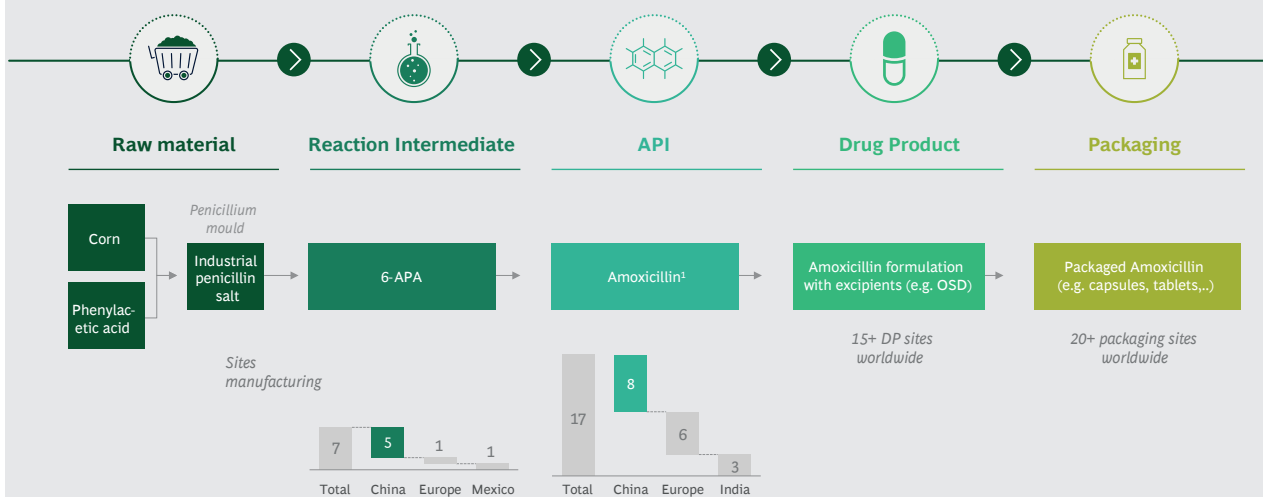 Raw material
Reaction Intermediate
API
Drug Product
Packaging
Corn
Phenylac-
etic acid
Penicillium
mould
Industrial
penicillin
salt
6-APA
Amoxicillin¹
Amoxicillin formulation
with excipients (e.g. OSD)
Packaged Amoxicillin
(e.g. capsules, tablets,..)
15+ DP sites
worldwide
20+ packaging sites
worldwide
Sites
manufacturing
7
5
1
1
Total
China
Europe
Mexico
17
8
6
3
Total
China
Europe
India